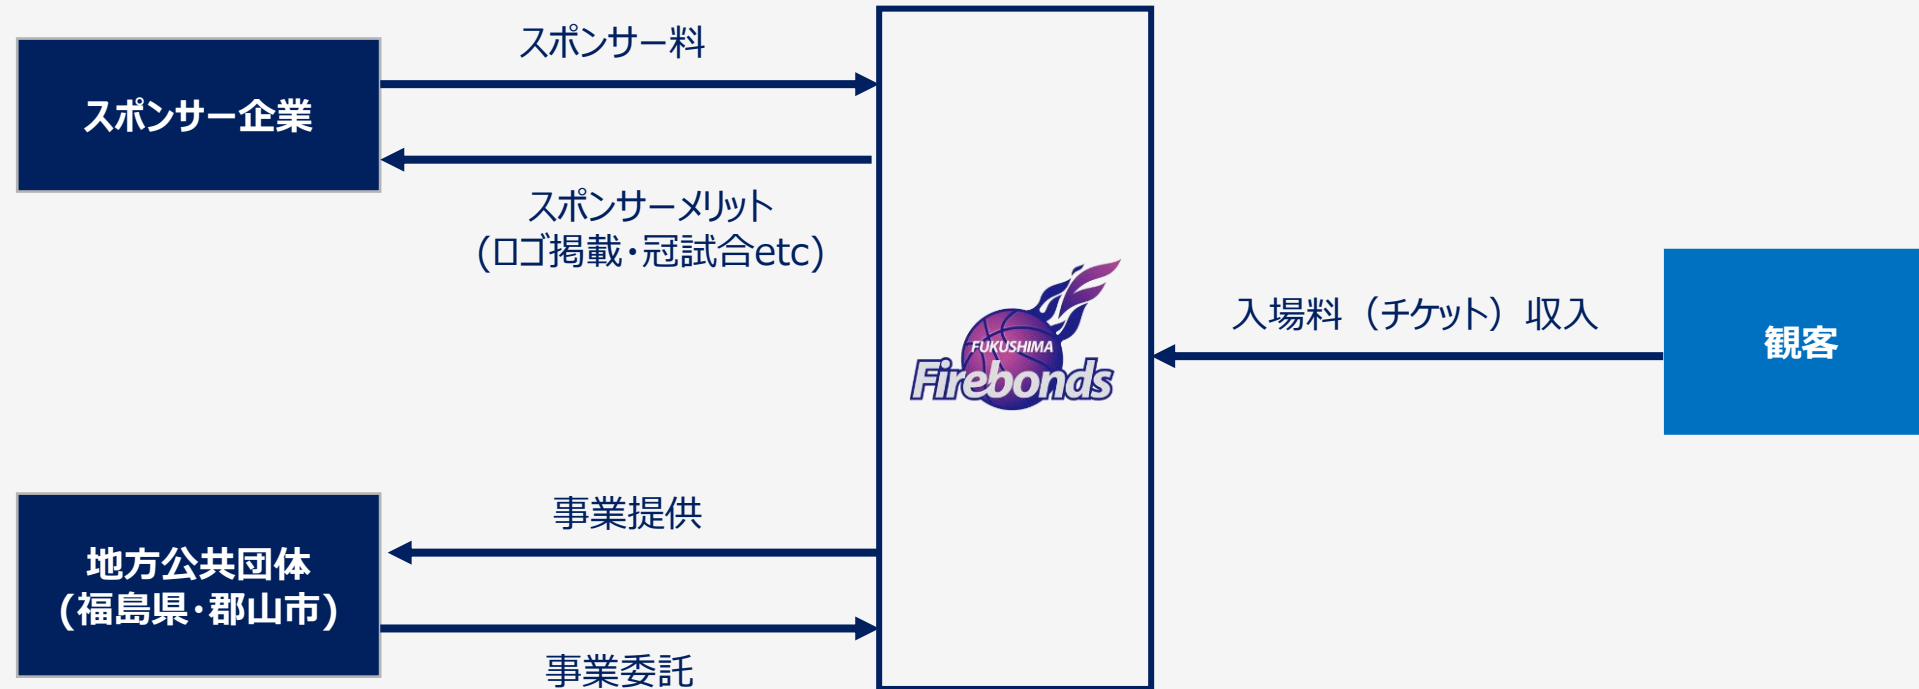 スポンサー料
スポンサー企業
スポンサーメリット
(ロゴ掲載・冠試合etc)
FUKUSHIMA
Firebonds
入場料（チケット）収入
観客
事業提供
地方公共団体
(福島県・郡山市)
事業委託